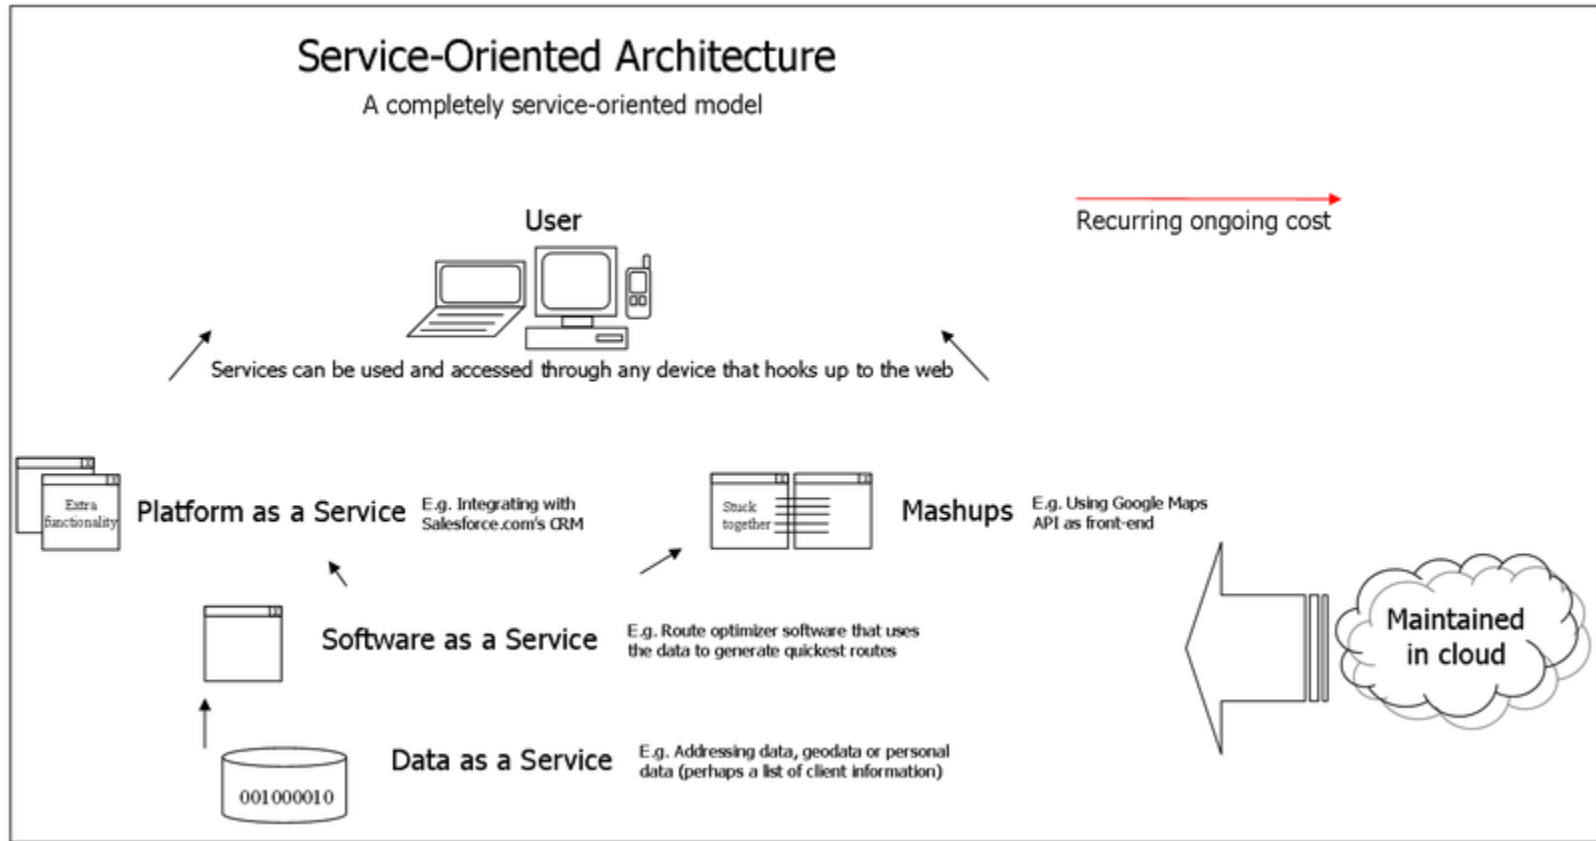 Service-Oriented Architecture
A completely service-oriented model
User
Recurring ongoing cost
Services can be used and accessed through any device that hooks up to the web
Extra
functionality
Platform as a Service
E.g. Integrating with
Salesforce.com's CRM
Stuck
together
Mashups
E.g. Using Google Maps
API as front-end
Software as a Service
E.g. Route optimizer software that uses
the data to generate quickest routes
Maintained
in cloud
Data as a Service
E.g. Addressing data, geodata or personal
data (perhaps a list of client information)
001000010